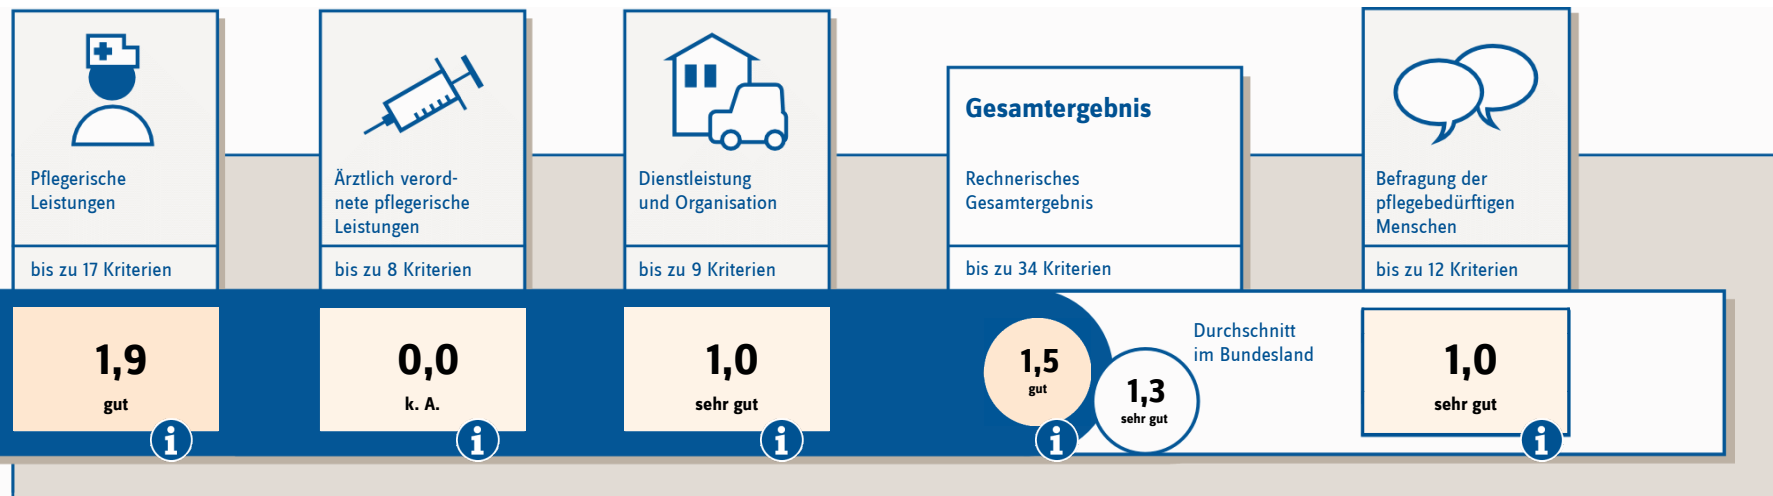 Pflegerische
Leistungen
bis zu 17 Kriterien
1,9
gut
i
Ärztlich verord-
nete pflegerische
Leistungen
bis zu 8 Kriterien
0,0
k. A.
i
Dienstleistung
und Organisation
bis zu 9 Kriterien
1,0
sehr gut
i
Gesamtergebnis
Rechnerisches
Gesamtergebnis
bis zu 34 Kriterien
1,5
gut
i
1,3
sehr gut
Durchschnitt
im Bundesland
Befragung der
pflegebedürftigen
Menschen
bis zu 12 Kriterien
1,0
sehr gut
i